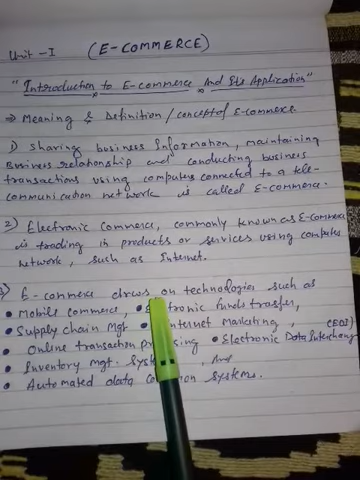 Unit - I (E-COMMERCE)
"Introduction to E-commerce And It's Application"
⇒ Meaning & Definition / concept of E-commerce
1) Sharing business Information, maintaining
Business relationship and conducting business
transactions using computers connected to a tele-
communication network is called E-commerce.
2) Electronic Commerce, commonly known as E-commerce
is trading in products or services using computer
network, such as Internet.
3) E-commerce draws on technologies such as
• Mobile commerce, • Electronic funds trasfer,
• Supply chain Mgt • Internet Marketing, (EDI)
• Online transaction processing • Electronic Data Interchang
• Inventory mgt. System, And
• Automated data collection systems.